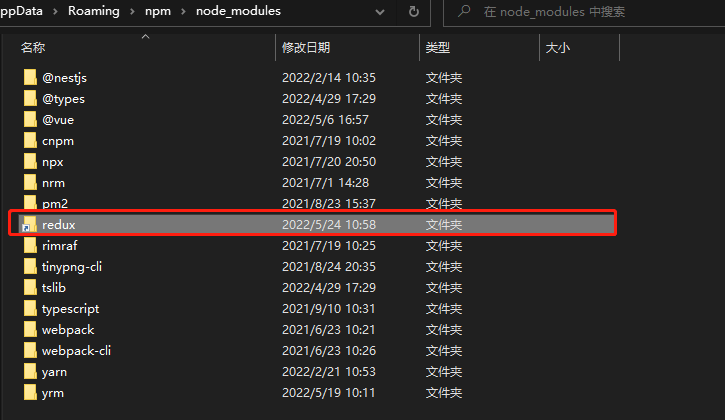 ppData > Roaming > npm > node_modules
在 node_modules 中搜索
名称 修改日期 类型 大小
@nestjs 2022/2/14 10:35 文件夹
@types 2022/4/29 17:29 文件夹
@vue 2022/5/6 16:57 文件夹
cnpm 2021/7/19 10:02 文件夹
npx 2021/7/20 20:50 文件夹
nrm 2021/7/1 14:28 文件夹
pm2 2021/8/23 15:37 文件夹
redux 2022/5/24 10:58 文件夹
rimraf 2021/7/19 10:25 文件夹
tinypng-cli 2021/8/24 20:35 文件夹
tslib 2022/4/29 17:29 文件夹
typescript 2021/9/10 10:31 文件夹
webpack 2021/6/23 10:21 文件夹
webpack-cli 2021/6/23 10:26 文件夹
yarn 2022/2/21 10:53 文件夹
yrm 2022/5/19 10:11 文件夹